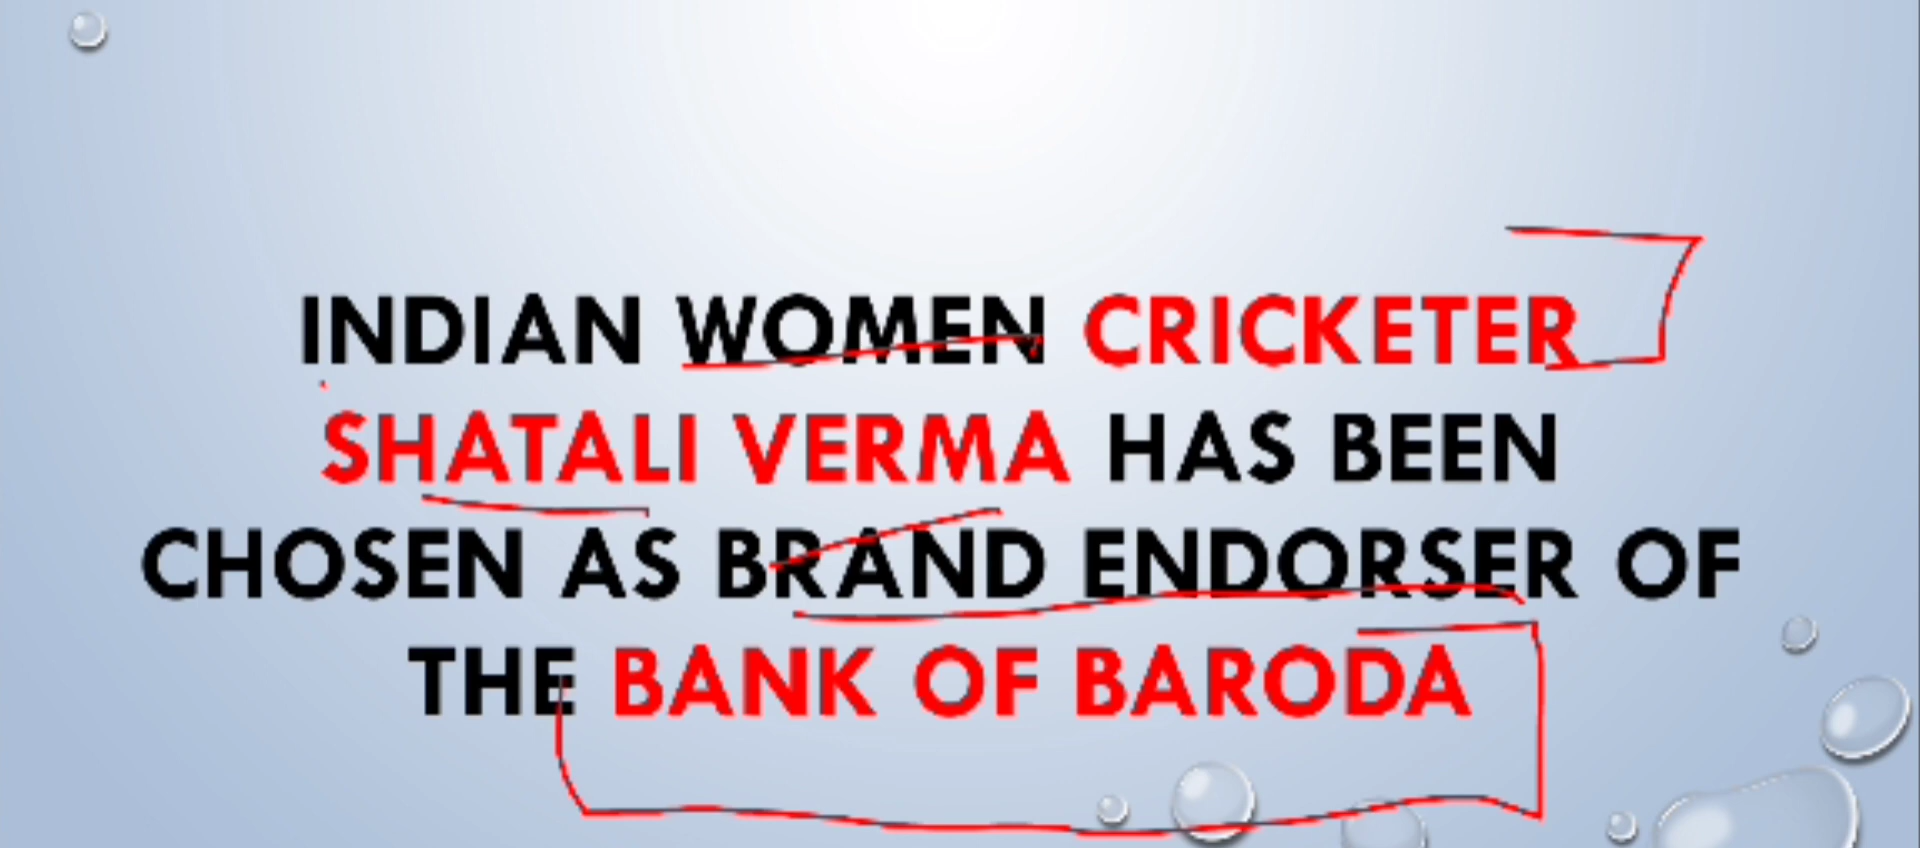 INDIAN WOMEN CRICKETER
SHATALI VERMA HAS BEEN
CHOSEN AS BRAND ENDORSER OF
THE BANK OF BARODA